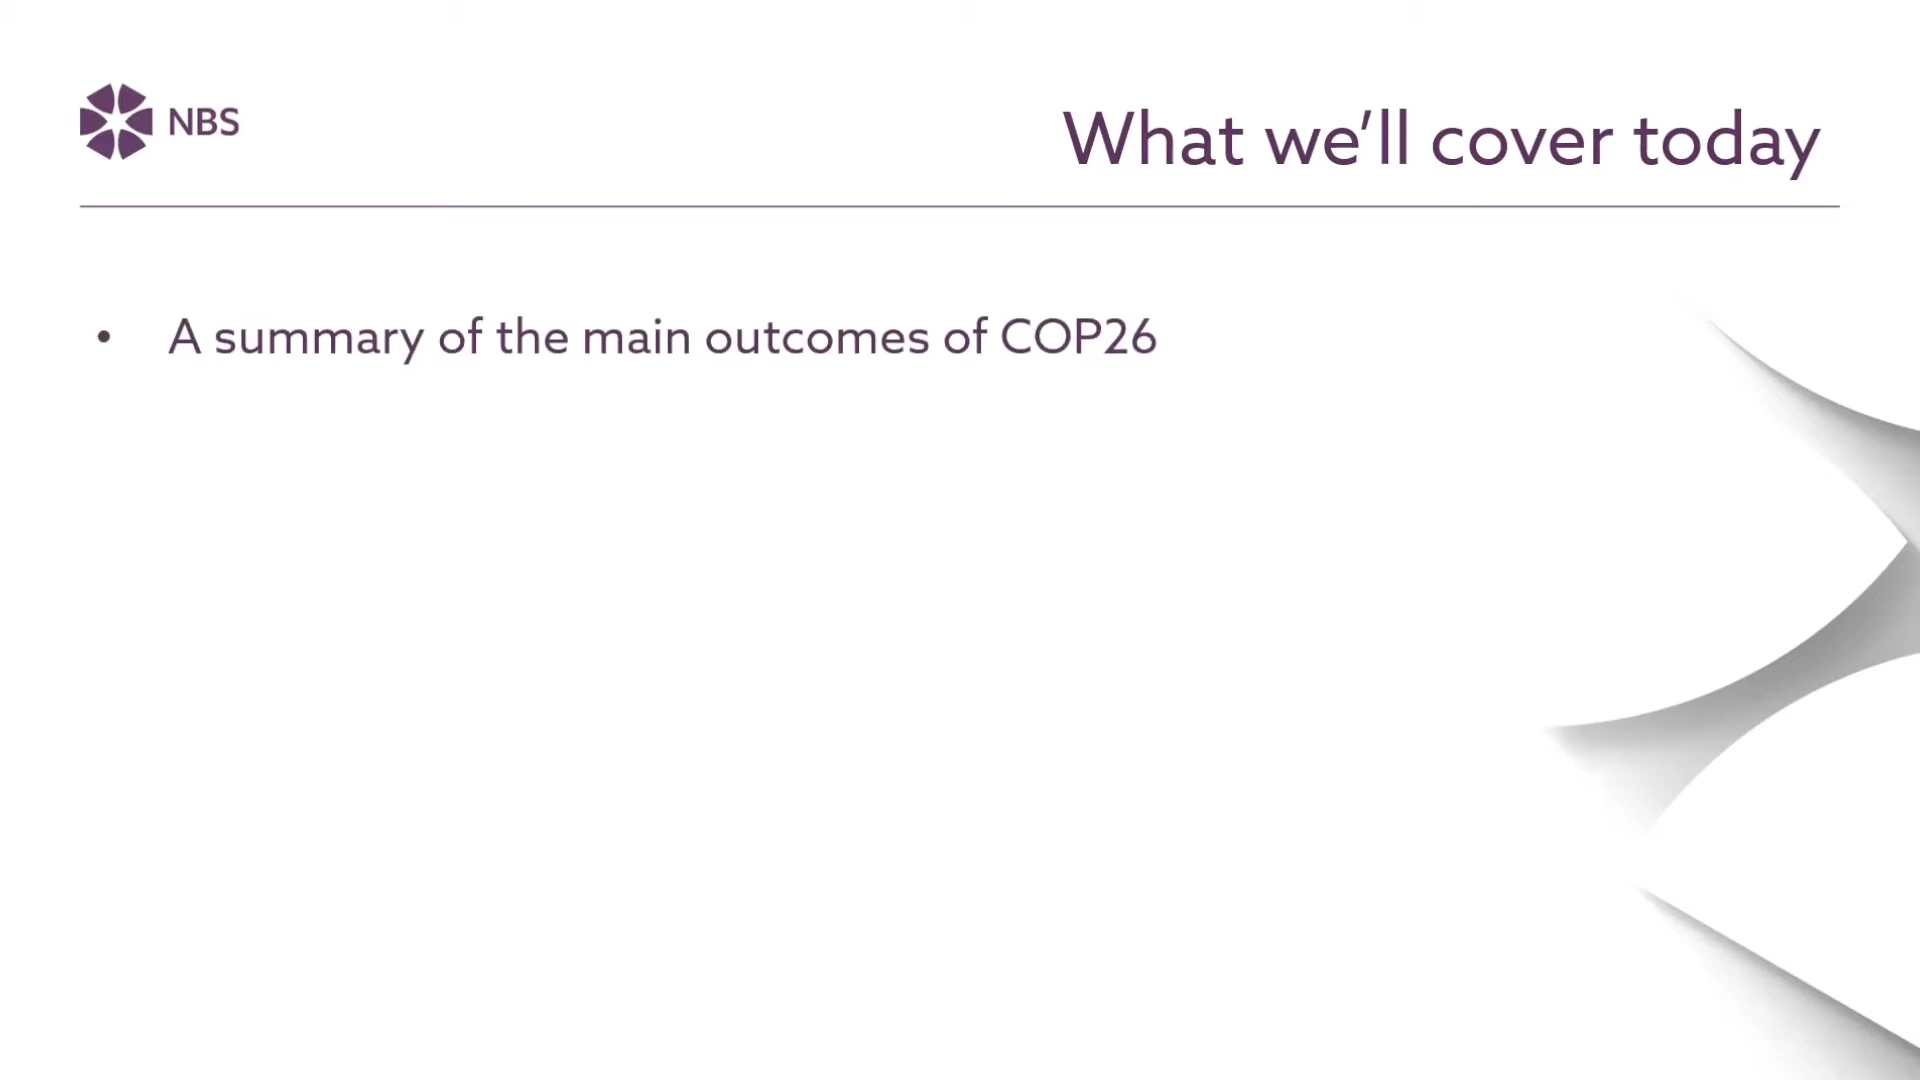 NBS
What we’ll cover today
• A summary of the main outcomes of COP26